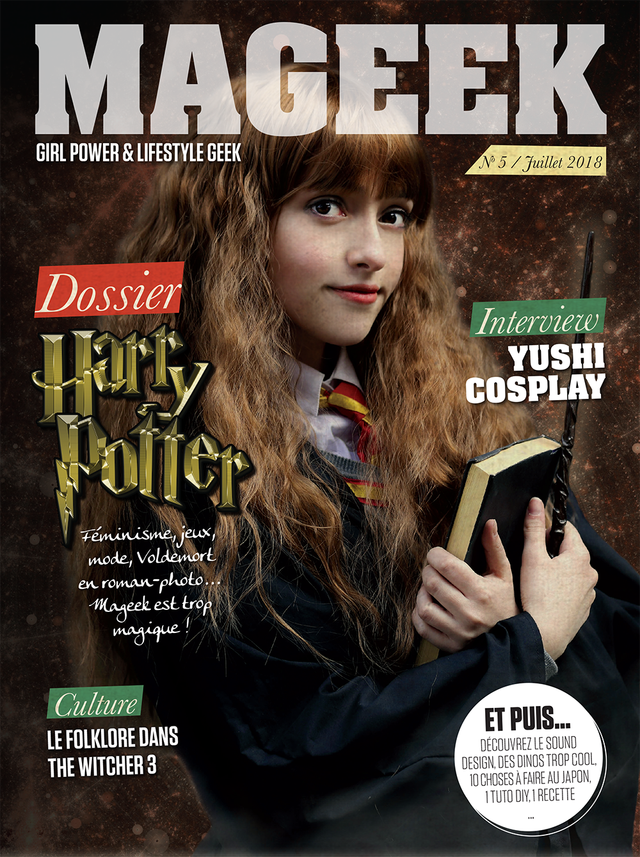 MAGEEK
GIRL POWER & LIFESTYLE GEEK
N° 5 / Juillet 2018
Dossier
Harry
Potter
Féminisme, jeux,
mode, Voldemort
en roman-photo...
Mageek est trop
magique !
Interview
YUSHI
COSPLAY
Culture
LE FOLKLORE DANS
THE WITCHER 3
ET PUIS...
DÉCOUVREZ LE SOUND
DESIGN, DES DINOS TROP COOL,
10 CHOSES À FAIRE AU JAPON,
1 TUTO DIY, 1 RECETTE
...